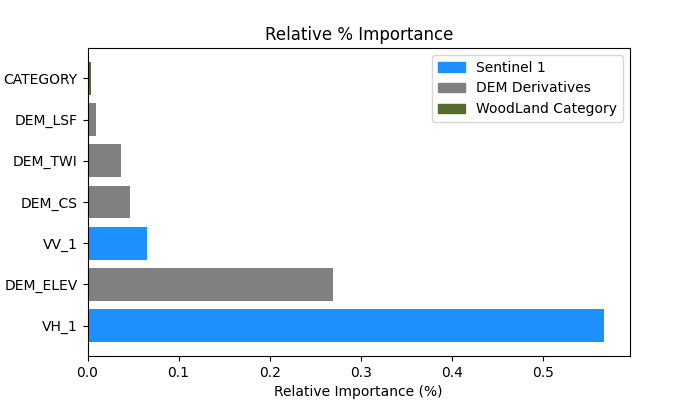 Relative % Importance
Sentinel 1
DEM Derivatives
WoodLand Category
CATEGORY
DEM_LSF
DEM_TWI
DEM_CS
VV_1
DEM_ELEV
VH_1
0.0 0.1 0.2 0.3 0.4 0.5
Relative Importance (%)